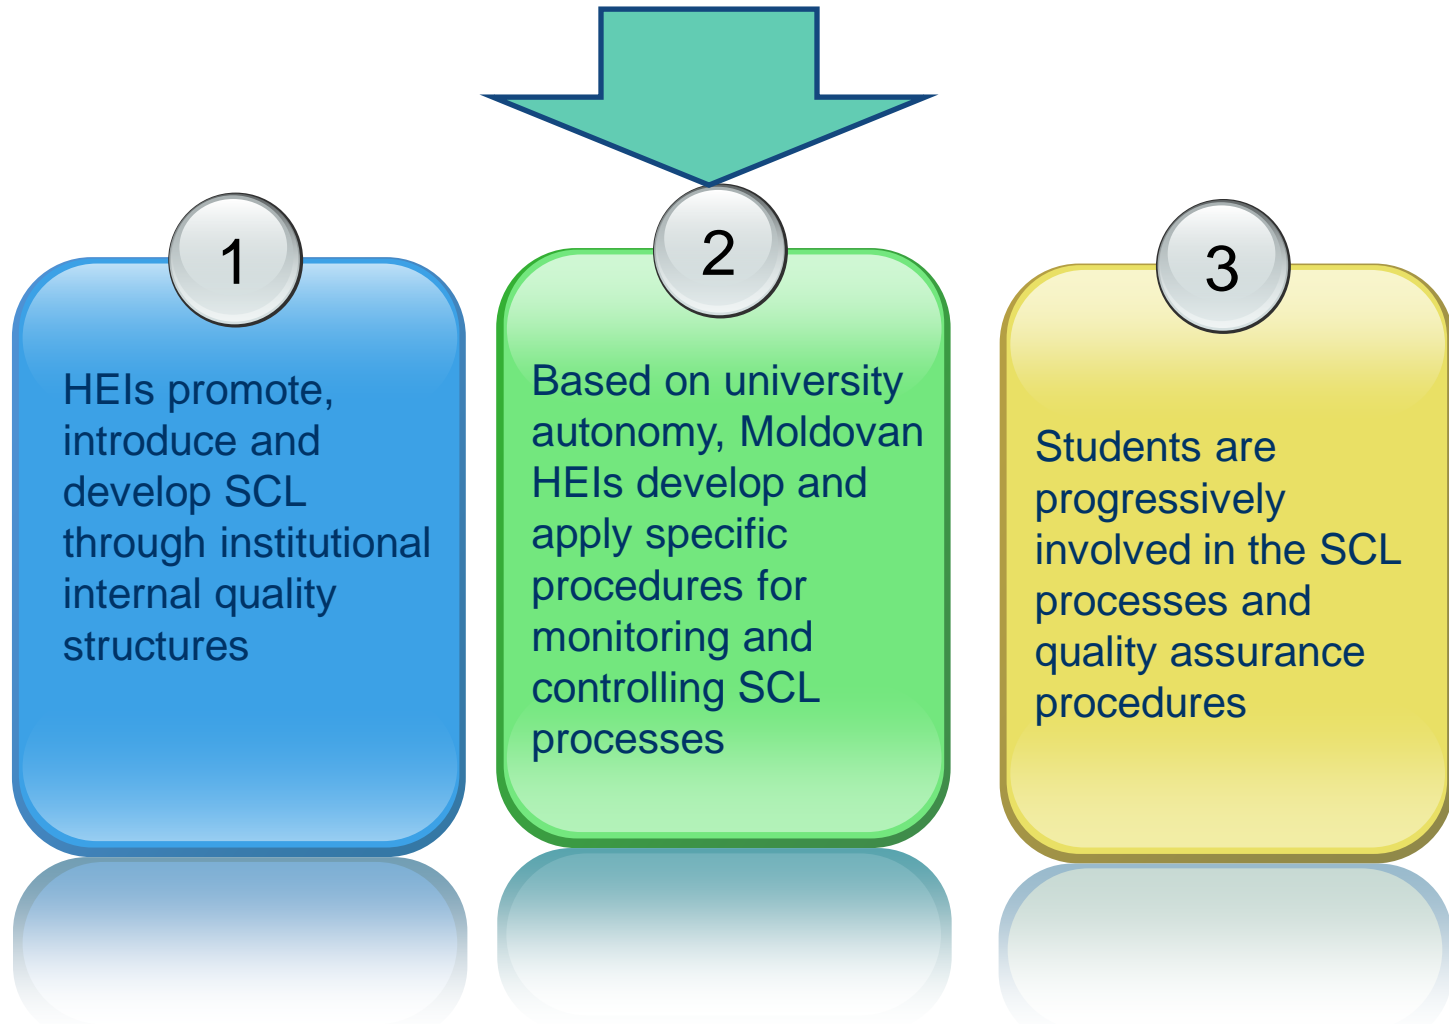 1
HEIs promote,
introduce and
develop SCL
through institutional
internal quality
structures
2
Based on university
autonomy, Moldovan
HEIs develop and
apply specific
procedures for
monitoring and
controlling SCL
processes
3
Students are
progressively
involved in the SCL
processes and
quality assurance
procedures